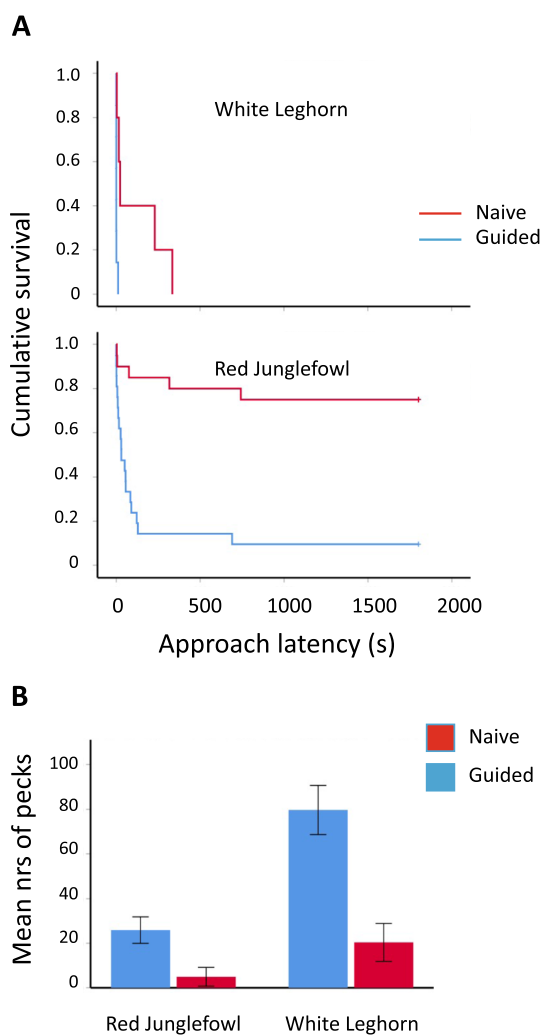 A
1.0
White Leghorn
0.8
0.6
0.4
0.2
0
Naive
Guided
Cumulative survival
1.0
Red Junglefowl
0.8
0.6
0.4
0.2
0
0 500 1000 1500 2000
Approach latency (s)
B
Naive
Guided
Mean nrs of pecks
100
80
60
40
20
0
Red Junglefowl White Leghorn